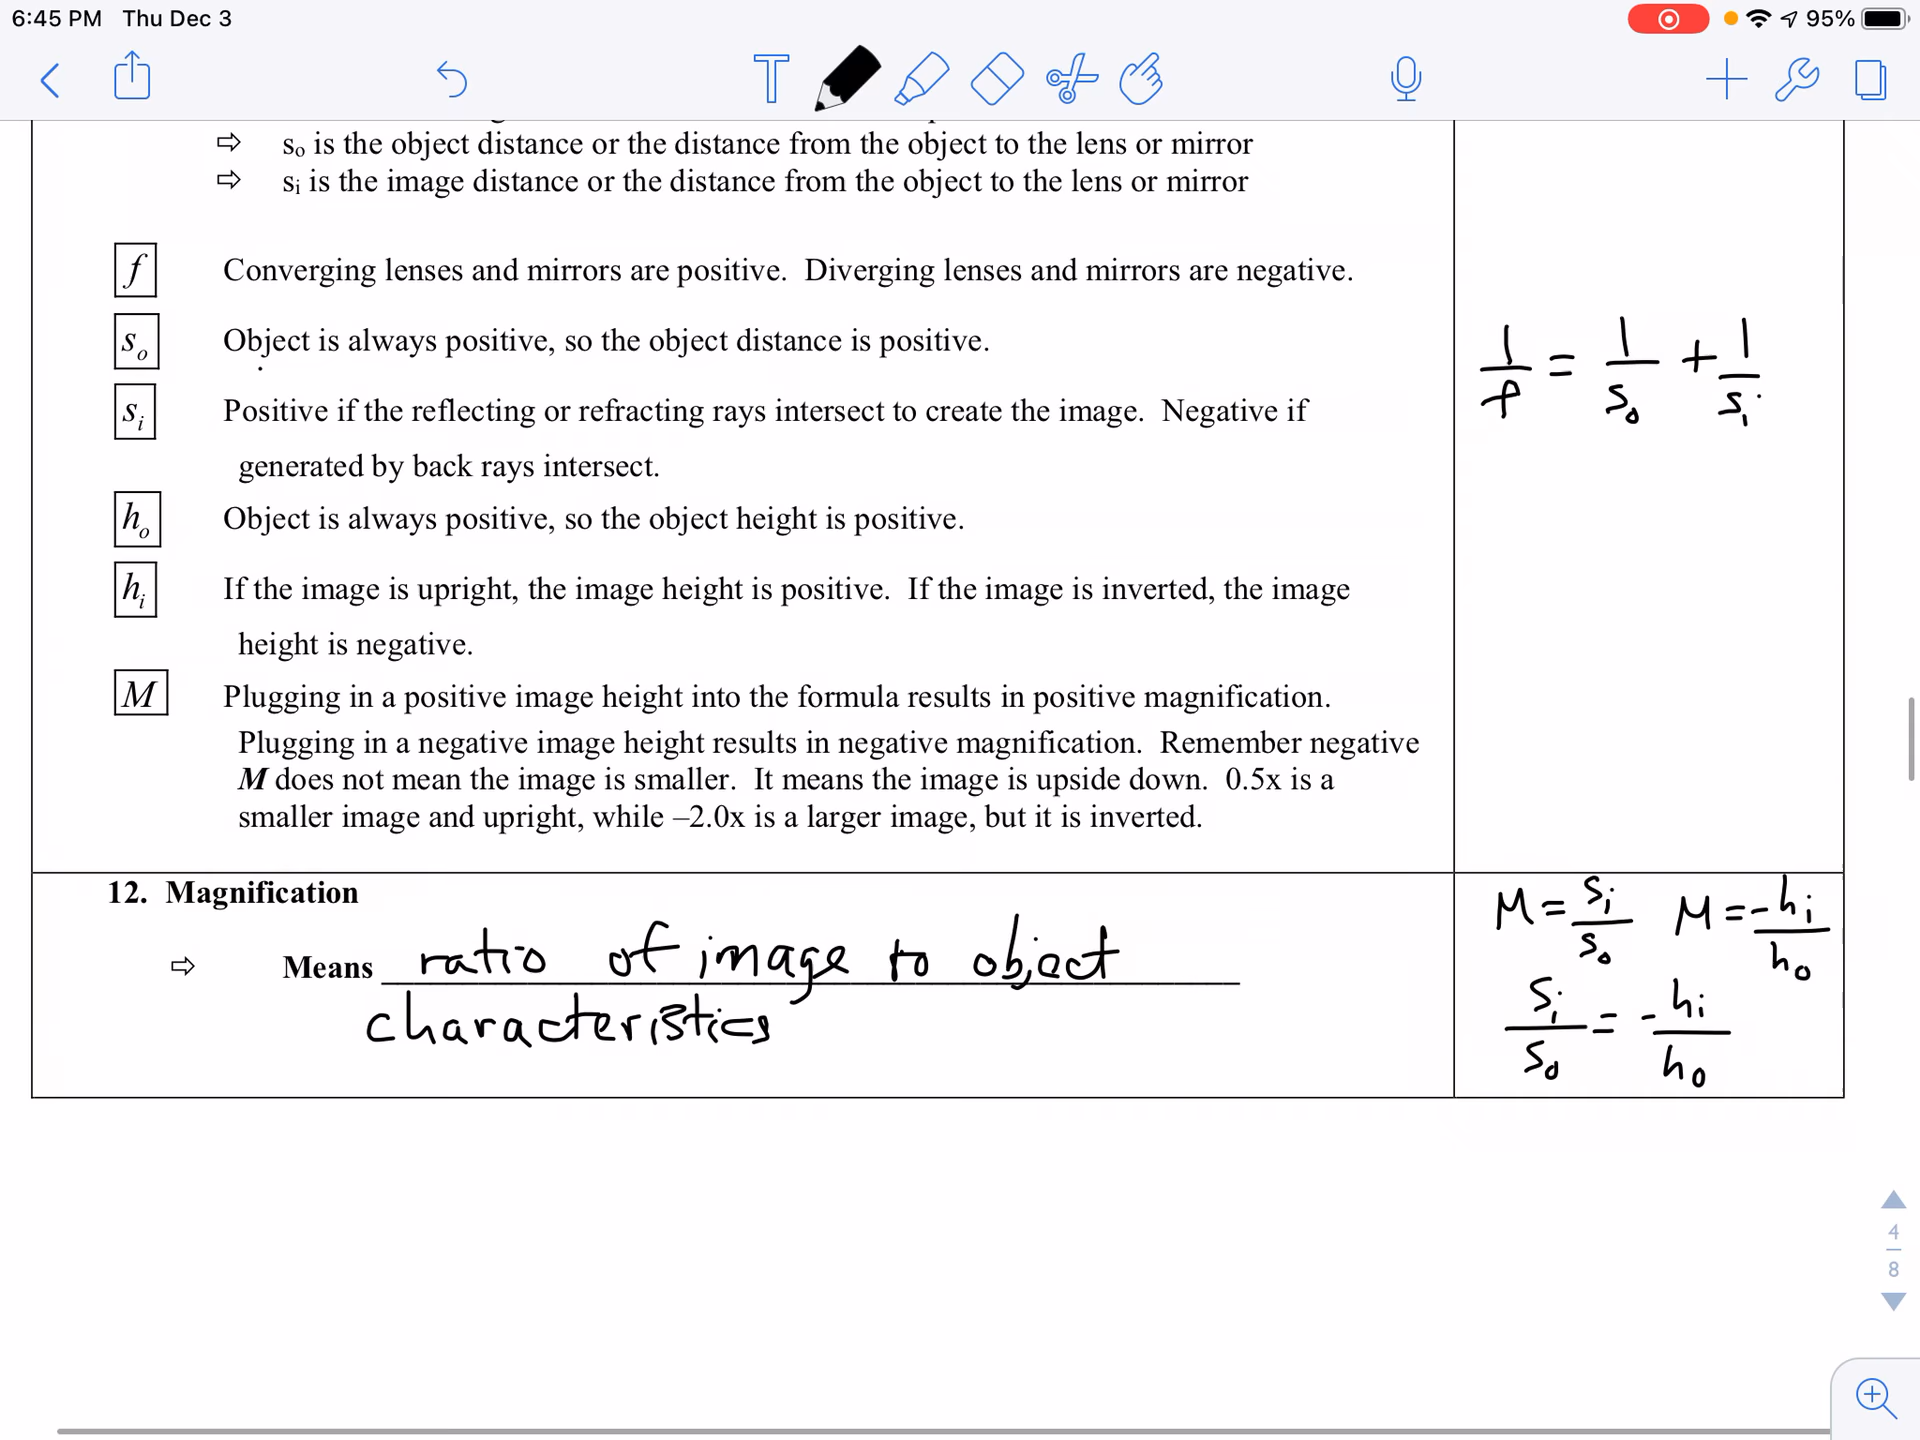 6:45 PM Thu Dec 3
95%
T
⇨ so is the object distance or the distance from the object to the lens or mirror
⇨ si is the image distance or the distance from the object to the lens or mirror
f Converging lenses and mirrors are positive. Diverging lenses and mirrors are negative.
so Object is always positive, so the object distance is positive.
1/f = 1/so + 1/si
si Positive if the reflecting or refracting rays intersect to create the image. Negative if
generated by back rays intersect.
ho Object is always positive, so the object height is positive.
hi If the image is upright, the image height is positive. If the image is inverted, the image
height is negative.
M Plugging in a positive image height into the formula results in positive magnification.
Plugging in a negative image height results in negative magnification. Remember negative
M does not mean the image is smaller. It means the image is upside down. 0.5x is a
smaller image and upright, while –2.0x is a larger image, but it is inverted.
12. Magnification
⇨ Means ratio of image to object
characteristics
M = si/so M = -hi/ho
si/so = -hi/ho
4
8